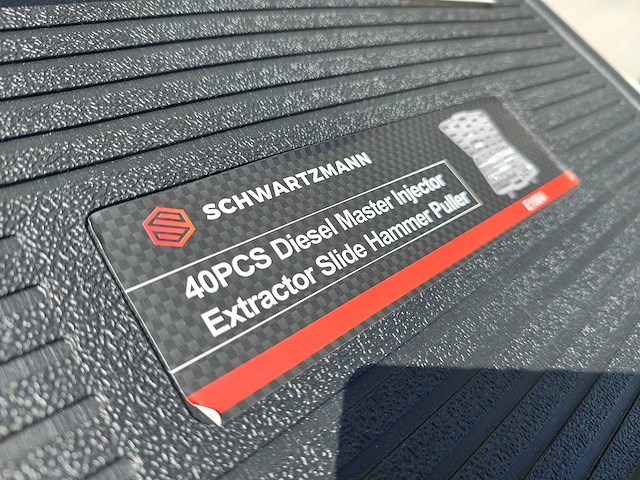 SCHWARTZMANN
40PCS Diesel Master Injector
Extractor Slide Hammer Puller